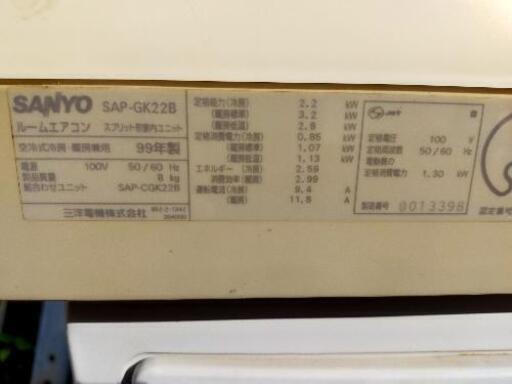 SANYO SAP-GK22B
ルームエアコン スプリット形室内ユニット
空冷式冷房・暖房兼用 99年製
電源 100V 50/60 Hz
製品質量 8 kg
組合わせユニット SAP-CGK22B
三洋電機株式会社
定格能力(冷房) 2.2 kW
(暖房標準) 3.2 kW
(暖房低温) 2.8 kW
定格消費電力(冷房) 0.85 kW
(暖房標準) 1.07 kW
(暖房低温) 1.13 kW
エネルギー(冷房) 2.59
消費効率(暖房) 2.99
運転電流(冷房) 9.4 A
(暖房) 11.8 A
JET
定格電圧 100 V
定格周波数 50/60 Hz
電動機の
定格消費電力 1.30 kW
製造番号 0013398
認定番号